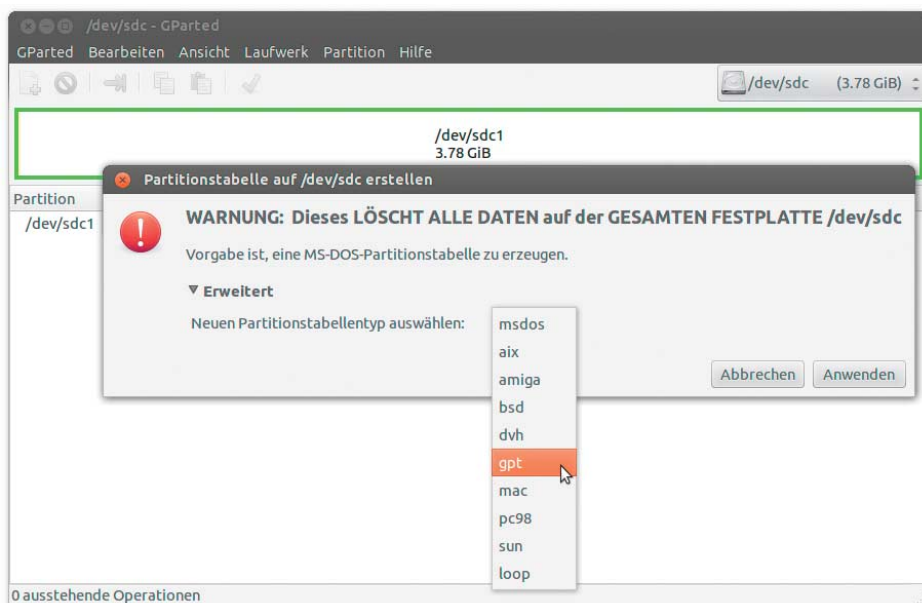 /dev/sdc - GParted
GParted Bearbeiten Ansicht Laufwerk Partition Hilfe
/dev/sdc (3.78 GiB)
/dev/sdc1
3.78 GiB
Partitionstabelle auf /dev/sdc erstellen
Partition
/dev/sdc1
WARNUNG: Dieses LÖSCHT ALLE DATEN auf der GESAMTEN FESTPLATTE /dev/sdc
Vorgabe ist, eine MS-DOS-Partitionstabelle zu erzeugen.
Erweitert
Neuen Partitionstabellentyp auswählen:
msdos
aix
amiga
bsd
dvh
gpt
mac
pc98
sun
loop
Abbrechen Anwenden
0 ausstehende Operationen